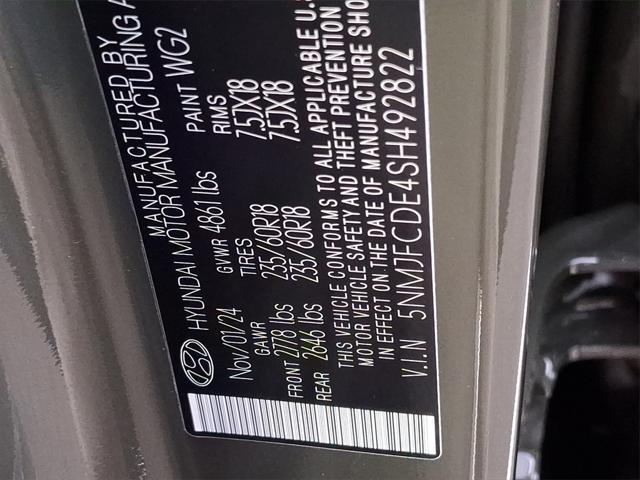 MANUFACTURED BY
HYUNDAI MOTOR MANUFACTURING A
Nov/01/24 GVWR 4861 lbs PAINT WG2
GAWR TIRES RIMS
FRONT 2778 lbs 235/60R18 7.5JX18
REAR 2646 lbs 235/60R18 7.5JX18
THIS VEHICLE CONFORMS TO ALL APPLICABLE U.S
MOTOR VEHICLE SAFETY AND THEFT PREVENTION
IN EFFECT ON THE DATE OF MANUFACTURE SHO
V.I.N 5NMJFCDE4SH492822